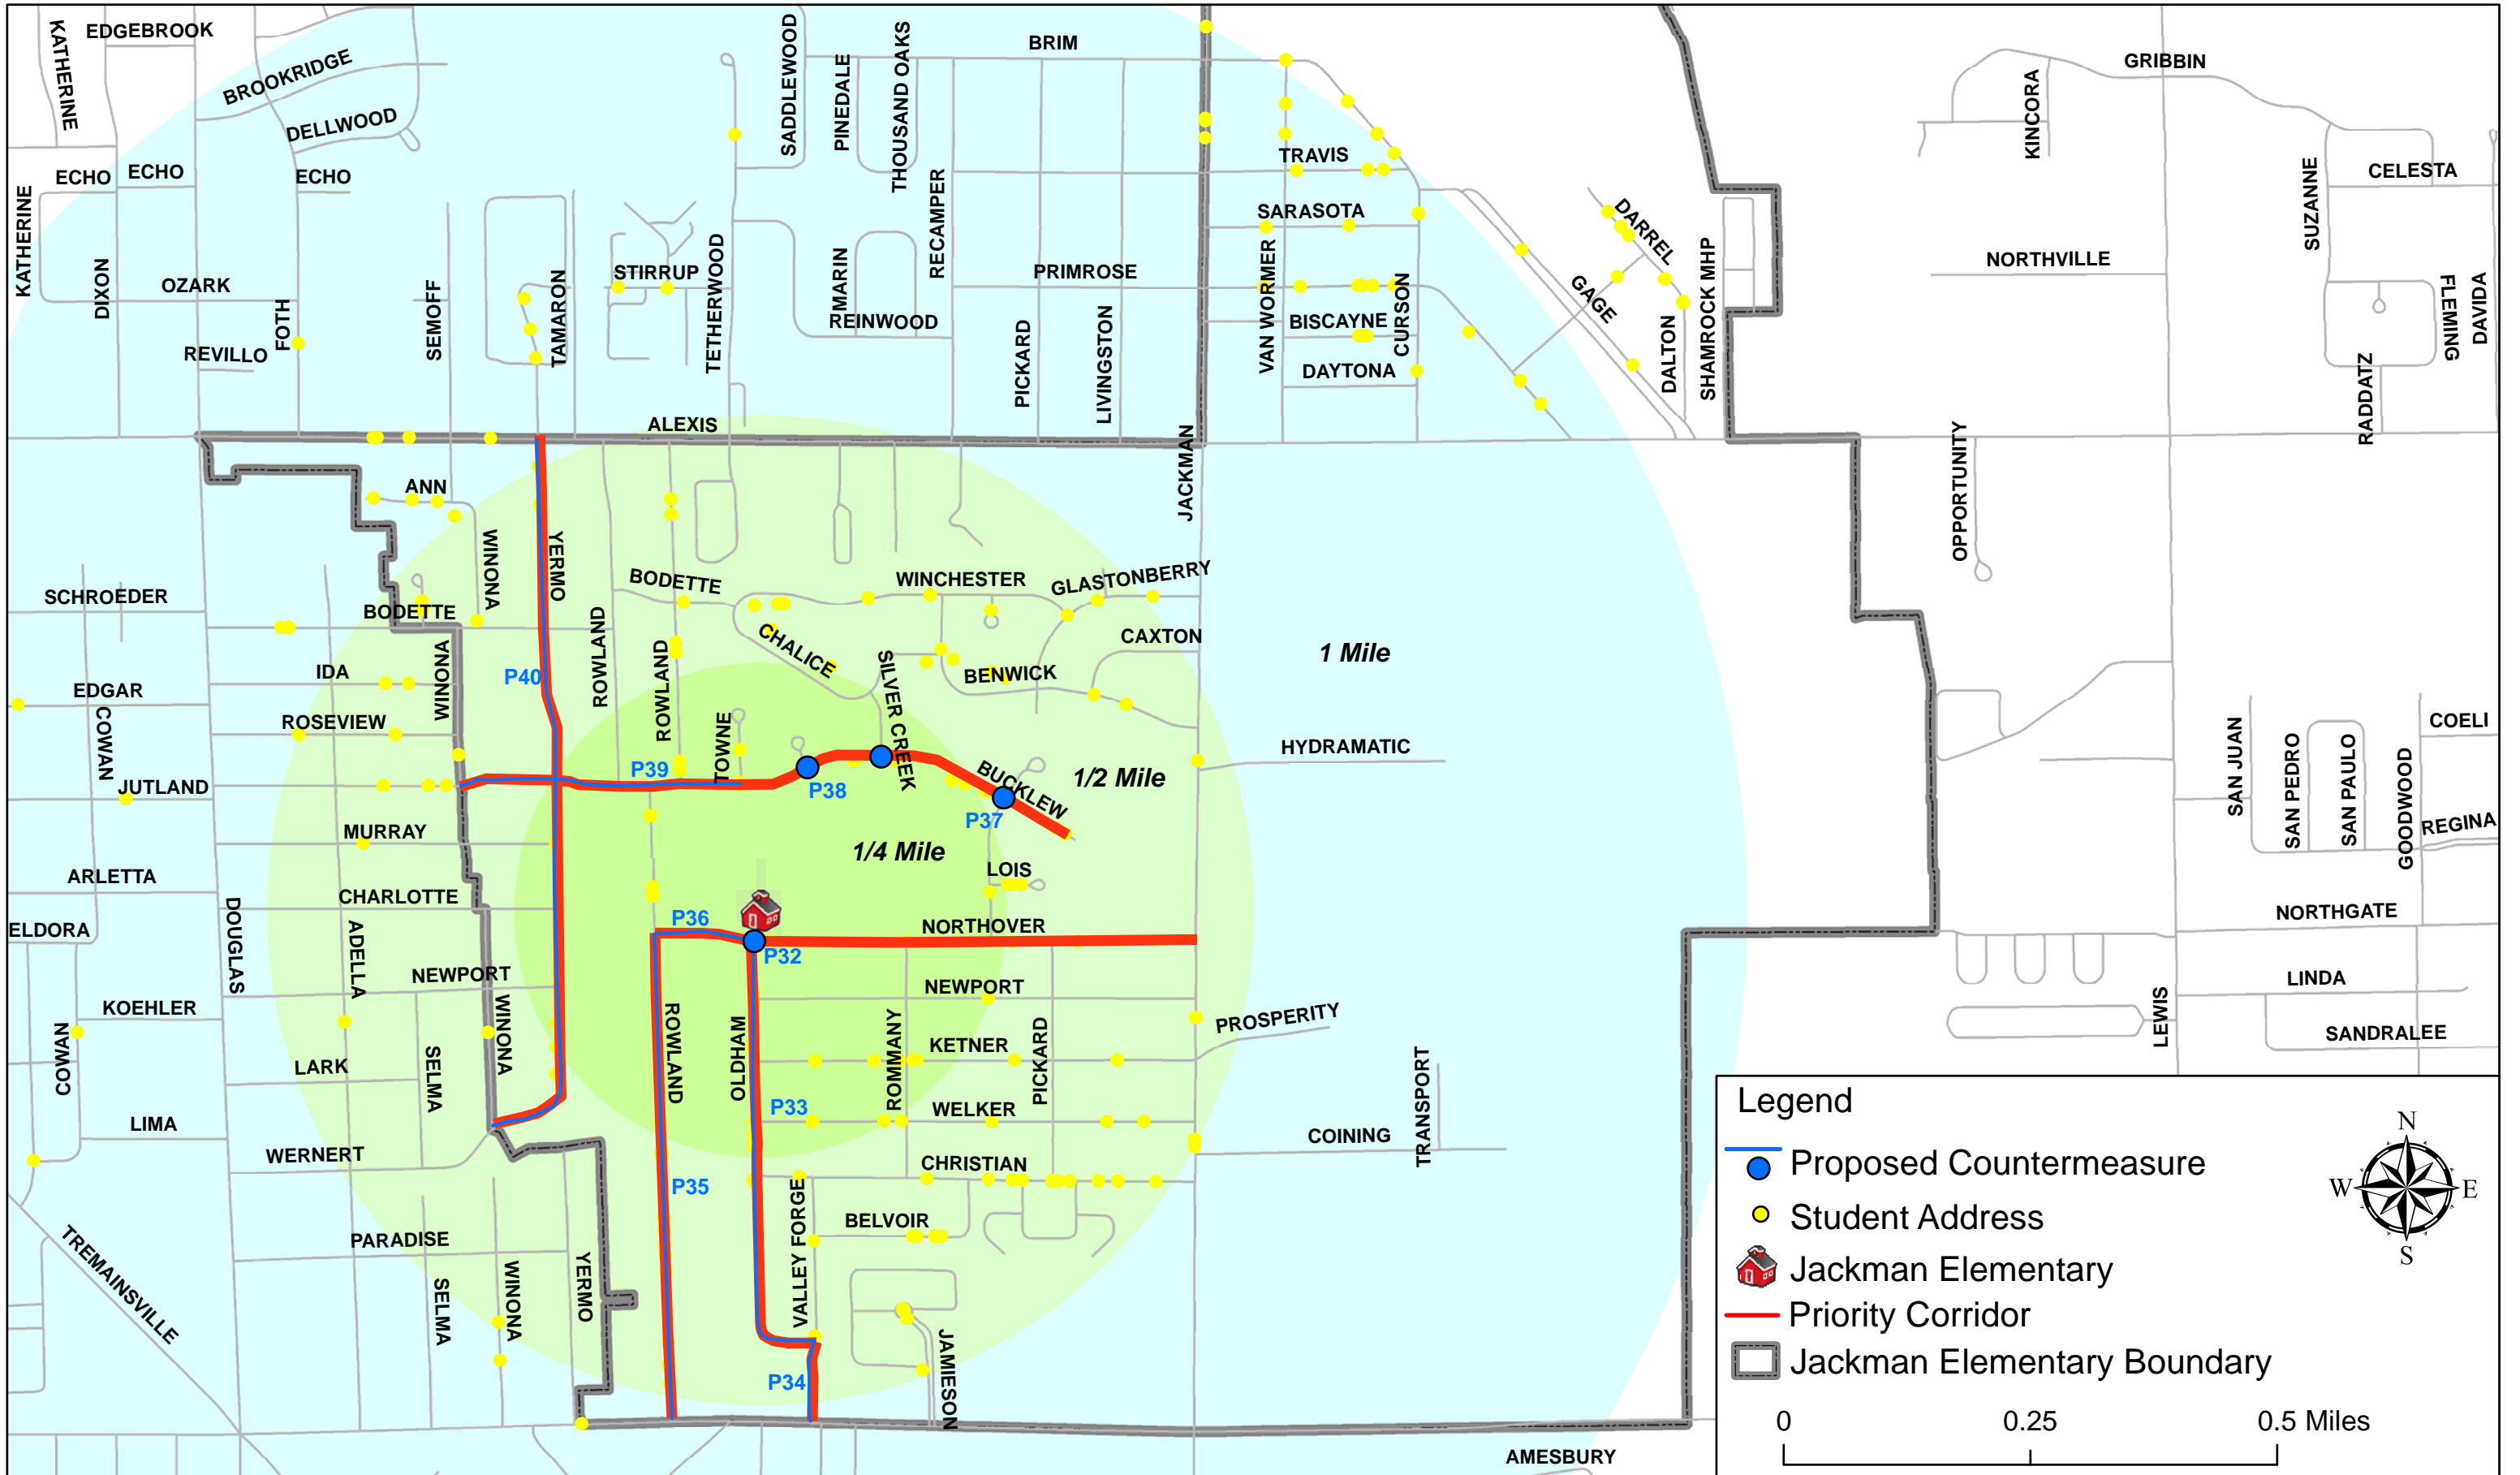 EDGEBROOK
KATHERINE
BROOKRIDGE
DELLWOOD
SADDLEWOOD
PINEDALE
THOUSAND OAKS
BRIM
GRIBBIN
KINCORA
ECHO
ECHO
ECHO
TRAVIS
CELESTA
SUZANNE
KATHERINE
DIXON
OZARK
FOTH
SEMOFF
TAMARON
STIRRUP
TETHERWOOD
MARIN
RECAMPER
SARASOTA
DARREL
PRIMROSE
VAN WORMER
CURSON
GAGE
SHAMROCK MHP
NORTHVILLE
FLEMING
DAVIDA
REVILLO
REINWOOD
PICKARD
LIVINGSTON
BISCAYNE
DAYTONA
DALTON
RADDATZ
ALEXIS
JACKMAN
OPPORTUNITY
ANN
WINONA
YERMO
SCHROEDER
BODETTE
BODETTE
WINCHESTER
GLASTONBERRY
ROWLAND
ROWLAND
CHALICE
SILVER CREEK
CAXTON
1 Mile
IDA
WINONA
P40
BENWICK
EDGAR
COWAN
ROSEVIEW
TOWNE
HYDRAMATIC
SAN JUAN
SAN PEDRO
SAN PAULO
GOODWOOD
COELI
JUTLAND
P39
P38
BUCKLEW
1/2 Mile
P37
REGINA
MURRAY
1/4 Mile
ARLETTA
LOIS
CHARLOTTE
DOUGLAS
ADELLA
ELDORA
P36
NORTHOVER
NORTHGATE
P32
NEWPORT
NEWPORT
LINDA
KOEHLER
COWAN
WINONA
ROWLAND
OLDHAM
ROMMANY
KETNER
PICKARD
PROSPERITY
LEWIS
SANDRALEE
LARK
SELMA
TRANSPORT
P33
WELKER
LIMA
COINING
WERNERT
CHRISTIAN
P35
VALLEY FORGE
BELVOIR
PARADISE
TREMAINSVILLE
SELMA
WINONA
YERMO
JAMIESON
P34
AMESBURY
Legend
Proposed Countermeasure
Student Address
Jackman Elementary
Priority Corridor
Jackman Elementary Boundary
N
W
E
S
0 0.25 0.5 Miles